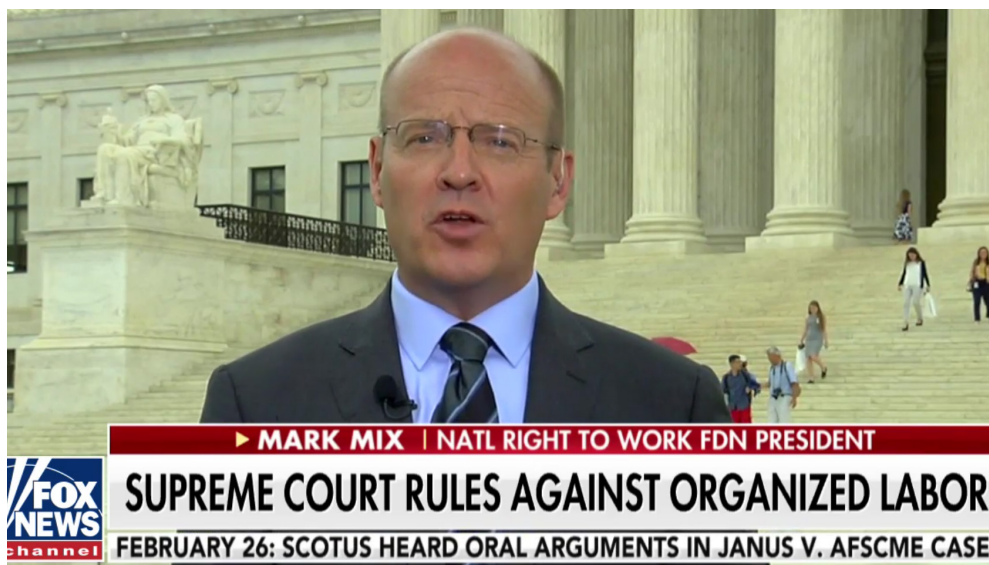 MARK MIX | NATL RIGHT TO WORK FDN PRESIDENT
SUPREME COURT RULES AGAINST ORGANIZED LABOR
FOX
NEWS
channel
FEBRUARY 26: SCOTUS HEARD ORAL ARGUMENTS IN JANUS V. AFSCME CASE